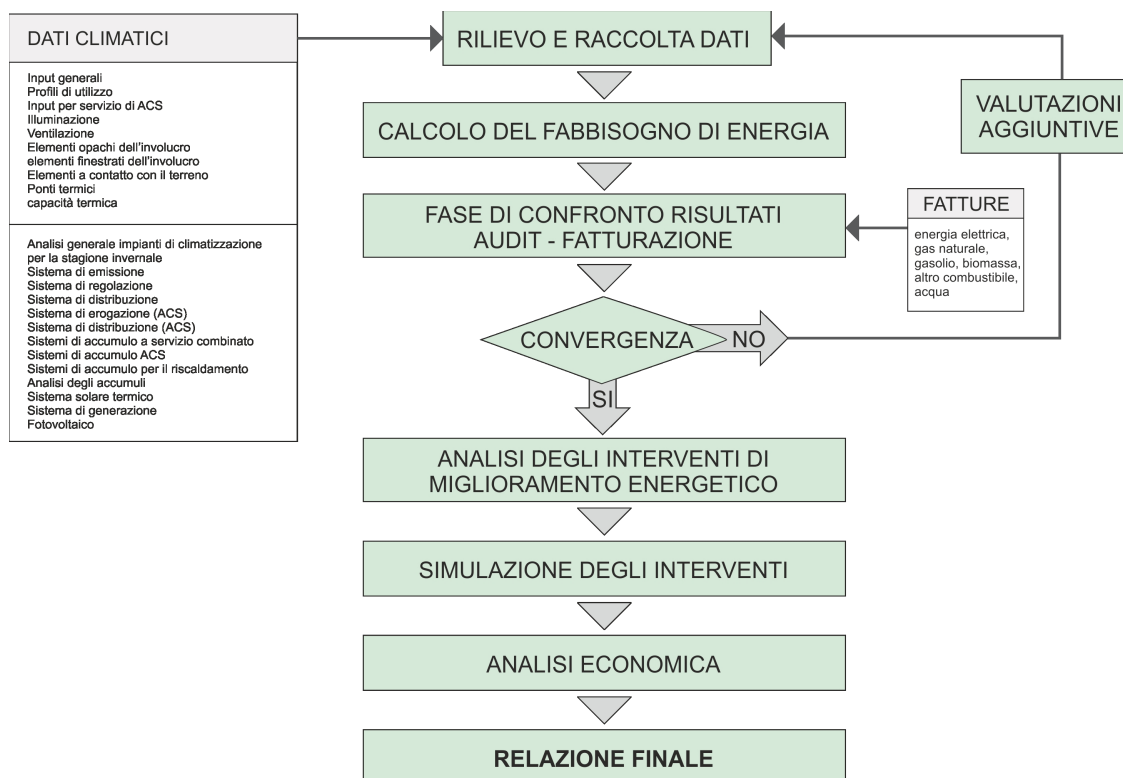 DATI CLIMATICI
Input generali
Profili di utilizzo
Input per servizio di ACS
Illuminazione
Ventilazione
Elementi opachi dell'involucro
elementi finestrati dell'involucro
Elementi a contatto con il terreno
Ponti termici
capacità termica
Analisi generale impianti di climatizzazione
per la stagione invernale
Sistema di emissione
Sistema di regolazione
Sistema di distribuzione
Sistema di erogazione (ACS)
Sistema di distribuzione (ACS)
Sistemi di accumulo a servizio combinato
Sistemi di accumulo ACS
Sistemi di accumulo per il riscaldamento
Analisi degli accumuli
Sistema solare termico
Sistema di generazione
Fotovoltaico
RILIEVO E RACCOLTA DATI
CALCOLO DEL FABBISOGNO DI ENERGIA
FASE DI CONFRONTO RISULTATI
AUDIT - FATTURAZIONE
VALUTAZIONI
AGGIUNTIVE
FATTURE
energia elettrica,
gas naturale,
gasolio, biomassa,
altro combustibile,
acqua
CONVERGENZA
NO
SI
ANALISI DEGLI INTERVENTI DI
MIGLIORAMENTO ENERGETICO
SIMULAZIONE DEGLI INTERVENTI
ANALISI ECONOMICA
RELAZIONE FINALE